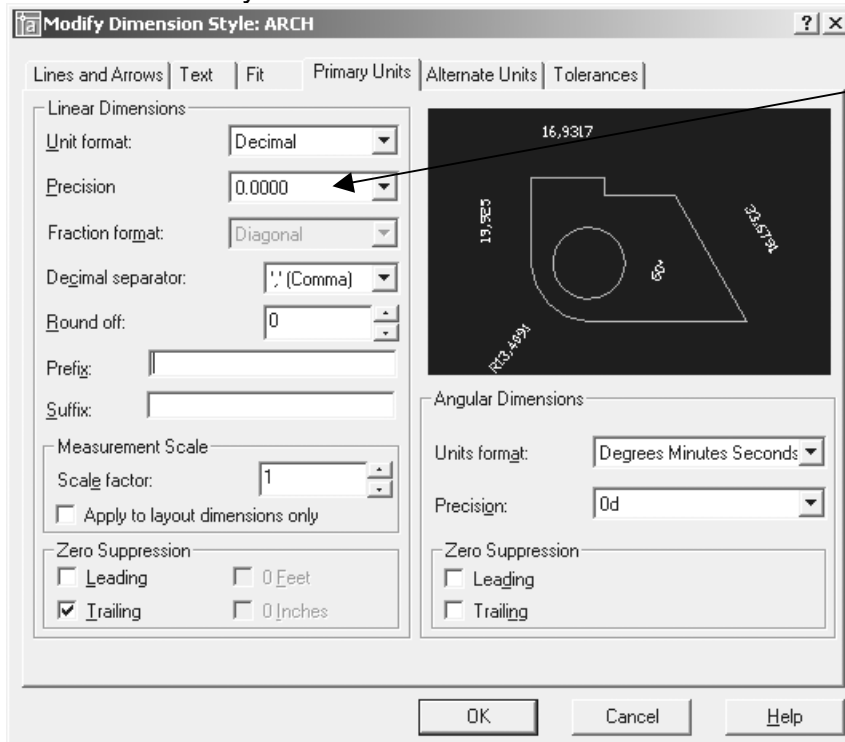 Modify Dimension Style: ARCH
Lines and Arrows Text Fit Primary Units Alternate Units Tolerances
Linear Dimensions
Unit format: Decimal
Precision 0.0000
Fraction format: Diagonal
Decimal separator: ',' (Comma)
Round off: 0
Prefix:
Suffix:
Measurement Scale
Scale factor: 1
Apply to layout dimensions only
Zero Suppression
Leading 0 Feet
Trailing 0 Inches
16,9317
19,925
33,6791
60°
R13,4891
Angular Dimensions
Units format: Degrees Minutes Seconds
Precision: 0d
Zero Suppression
Leading
Trailing
OK Cancel Help